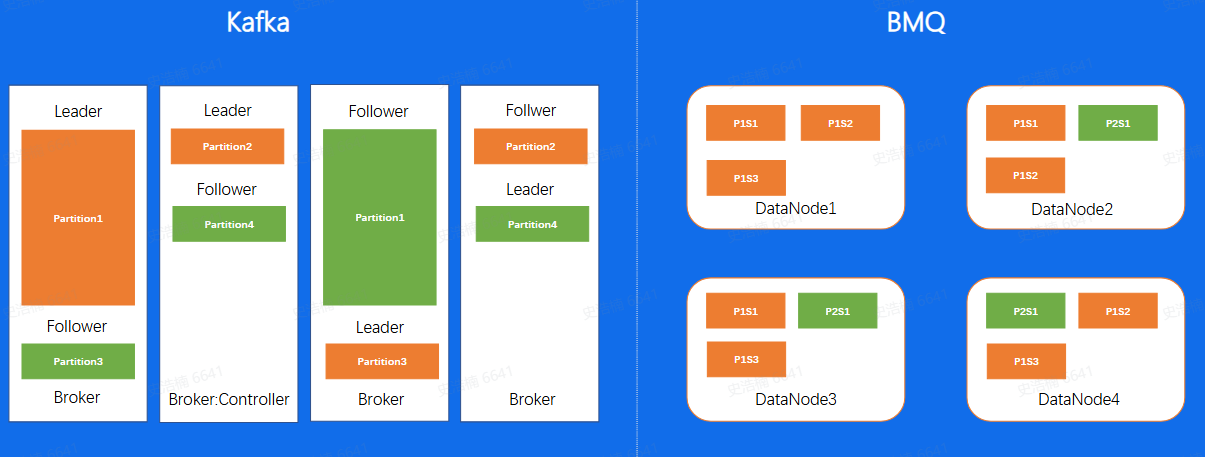 Kafka
BMQ
Leader
Partition1
Follower
Partition3
Broker
Leader
Partition2
Follower
Partition4
Broker:Controller
Follower
Partition1
Leader
Partition3
Broker
Follwer
Partition2
Leader
Partition4
Broker
P1S1
P1S2
P1S3
DataNode1
P1S1
P2S1
P1S2
DataNode2
P1S1
P2S1
P1S3
DataNode3
P2S1
P1S2
P1S3
DataNode4
史浩楠 6641